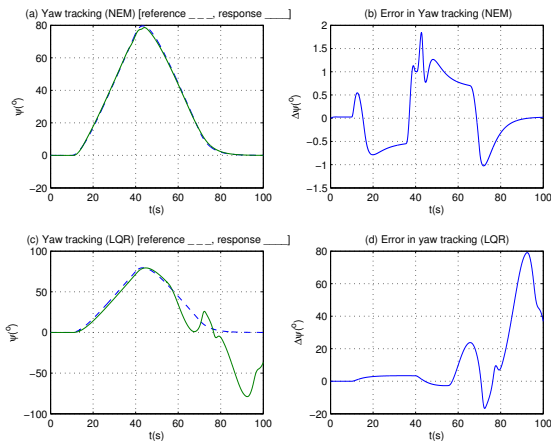 (a) Yaw tracking (NEM) [reference _ _ _, response ____]
80
60
40
20
0
−20
ψ(°)
0 20 40 60 80 100
t(s)
(b) Error in Yaw tracking (NEM)
2
1.5
1
0.5
0
−0.5
−1
−1.5
Δψ(°)
0 20 40 60 80 100
t(s)
(c) Yaw tracking (LQR) [reference _ _ _, response ____]
100
50
0
−50
−100
ψ(°)
0 20 40 60 80 100
t(s)
(d) Error in yaw tracking (LQR)
80
60
40
20
0
−20
Δψ(°)
0 20 40 60 80 100
t(s)